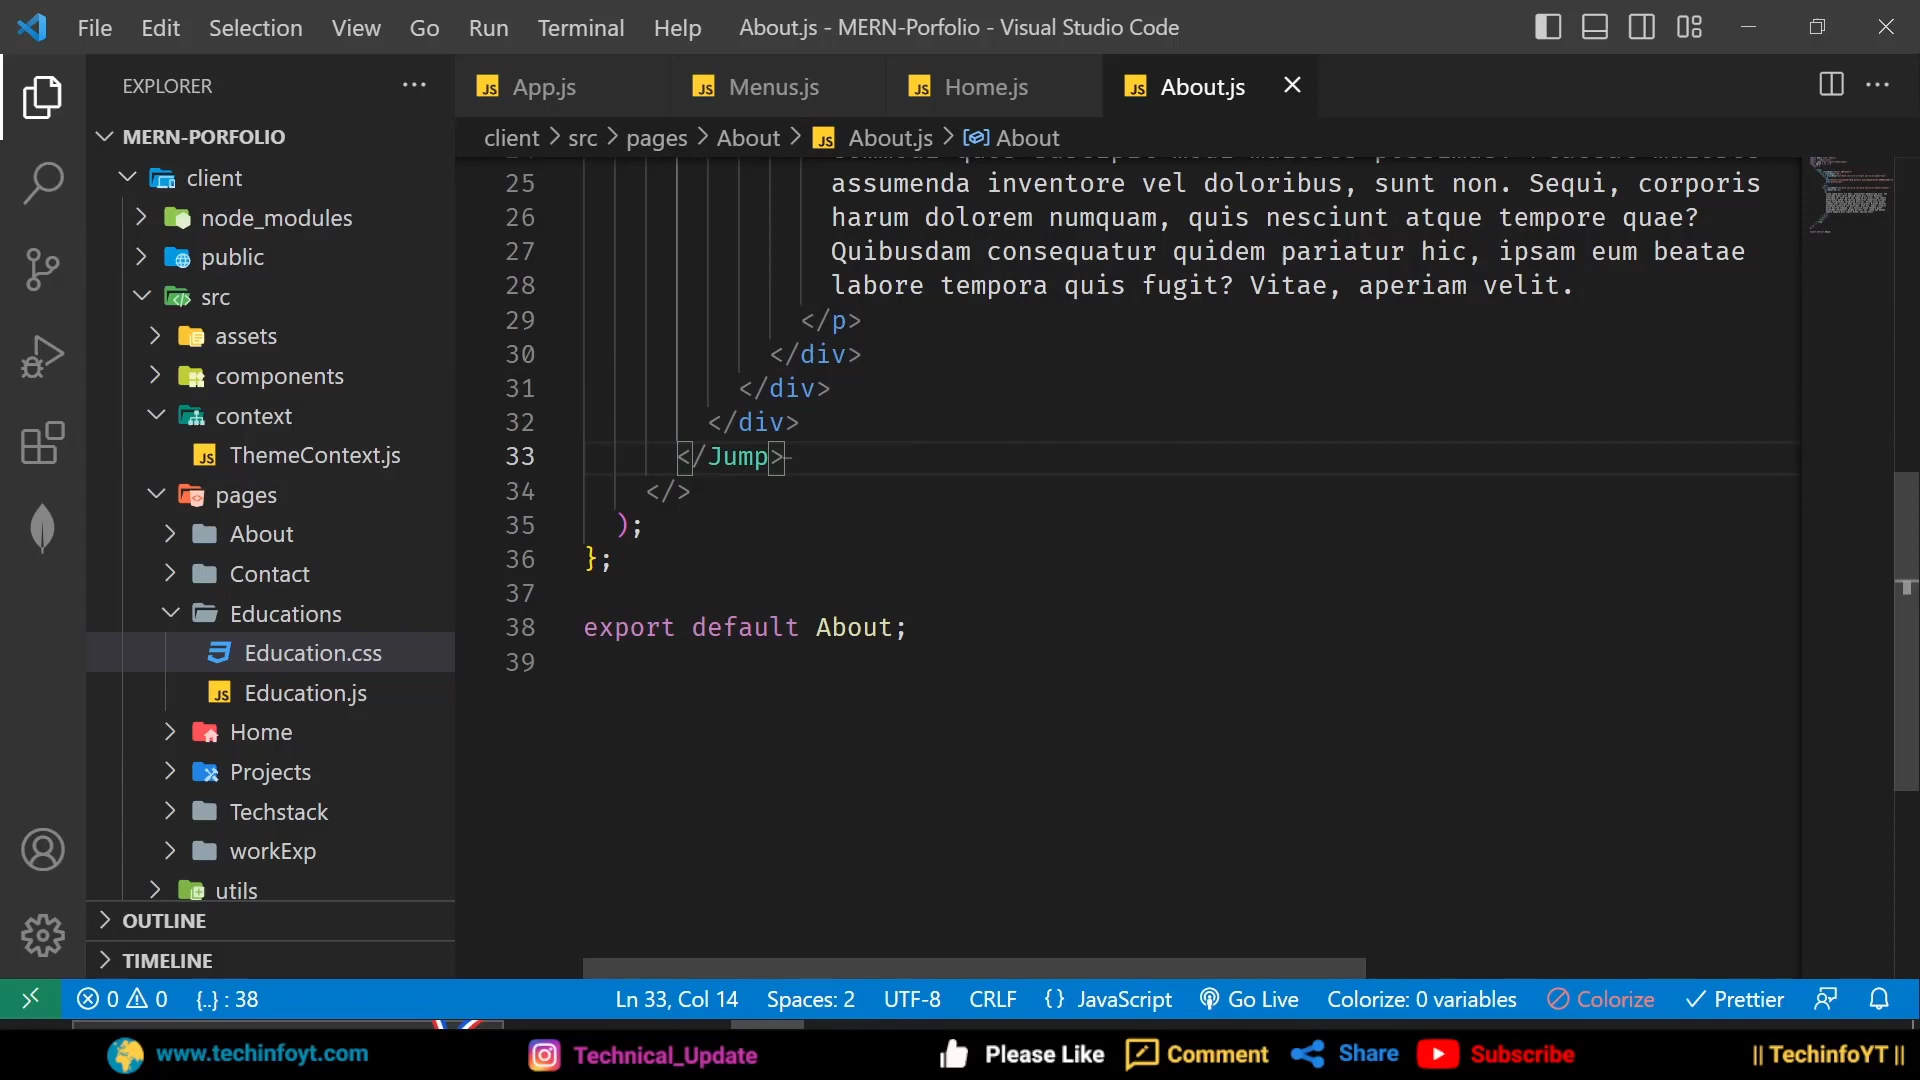 File Edit Selection View Go Run Terminal Help About.js - MERN-Porfolio - Visual Studio Code
EXPLORER
MERN-PORFOLIO
client
node_modules
public
src
assets
components
context
ThemeContext.js
pages
About
Contact
Educations
Education.css
Education.js
Home
Projects
Techstack
workExp
utils
OUTLINE
TIMELINE
App.js Menus.js Home.js About.js
client > src > pages > About > About.js > About
25 assumenda inventore vel doloribus, sunt non. Sequi, corporis
26 harum dolorem numquam, quis nesciunt atque tempore quae?
27 Quibusdam consequatur quidem pariatur hic, ipsam eum beatae
28 labore tempora quis fugit? Vitae, aperiam velit.
29 </p>
30 </div>
31 </div>
32 </div>
33 </Jump>
34 </>
35 );
36 };
37
38 export default About;
39
0 0 {..} : 38 Ln 33, Col 14 Spaces: 2 UTF-8 CRLF {} JavaScript Go Live Colorize: 0 variables Colorize Prettier
www.techinfoyt.com Technical_Update Please Like Comment Share Subscribe || TechinfoYT ||